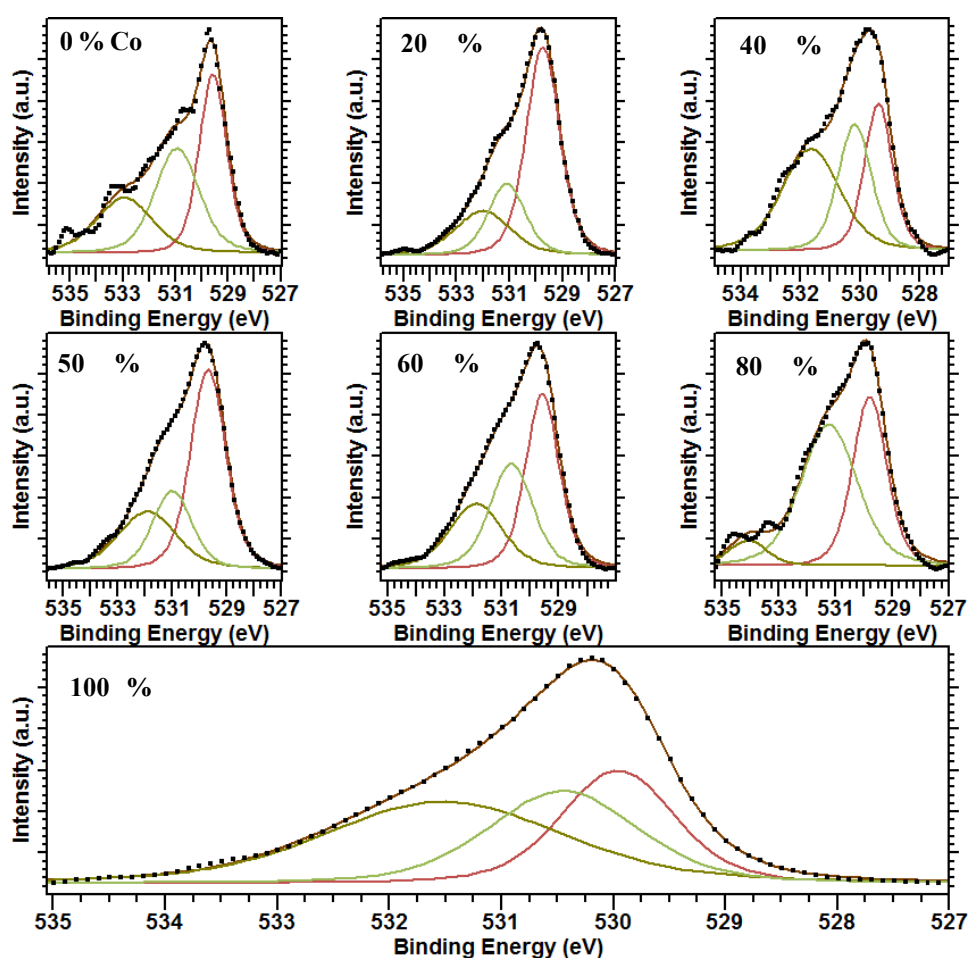 0 % Co
20 %
40 %
Intensity (a.u.)
Intensity (a.u.)
Intensity (a.u.)
535 533 531 529 527
535 533 531 529 527
534 532 530 528
Binding Energy (eV)
Binding Energy (eV)
Binding Energy (eV)
50 %
60 %
80 %
Intensity (a.u.)
Intensity (a.u.)
Intensity (a.u.)
535 533 531 529 527
535 533 531 529
535 533 531 529 527
Binding Energy (eV)
Binding Energy (eV)
Binding Energy (eV)
100 %
Intensity (a.u.)
535 534 533 532 531 530 529 528 527
Binding Energy (eV)